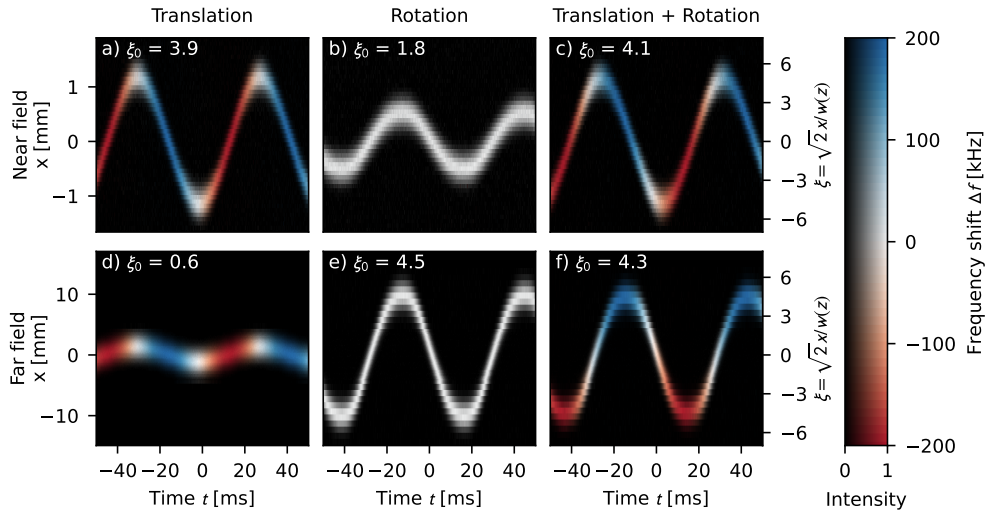 Translation
Rotation
Translation + Rotation
a) ξ₀ = 3.9
b) ξ₀ = 1.8
c) ξ₀ = 4.1
Near field
x [mm]
1
0
−1
6
3
0
−3
−6
ξ = √2 x/w(z)
d) ξ₀ = 0.6
e) ξ₀ = 4.5
f) ξ₀ = 4.3
Far field
x [mm]
10
0
−10
6
3
0
−3
−6
ξ = √2 x/w(z)
−40 −20 0 20 40
−40 −20 0 20 40
−40 −20 0 20 40
Time t [ms]
Time t [ms]
Time t [ms]
200
100
0
−100
−200
Frequency shift Δf [kHz]
0 1
Intensity